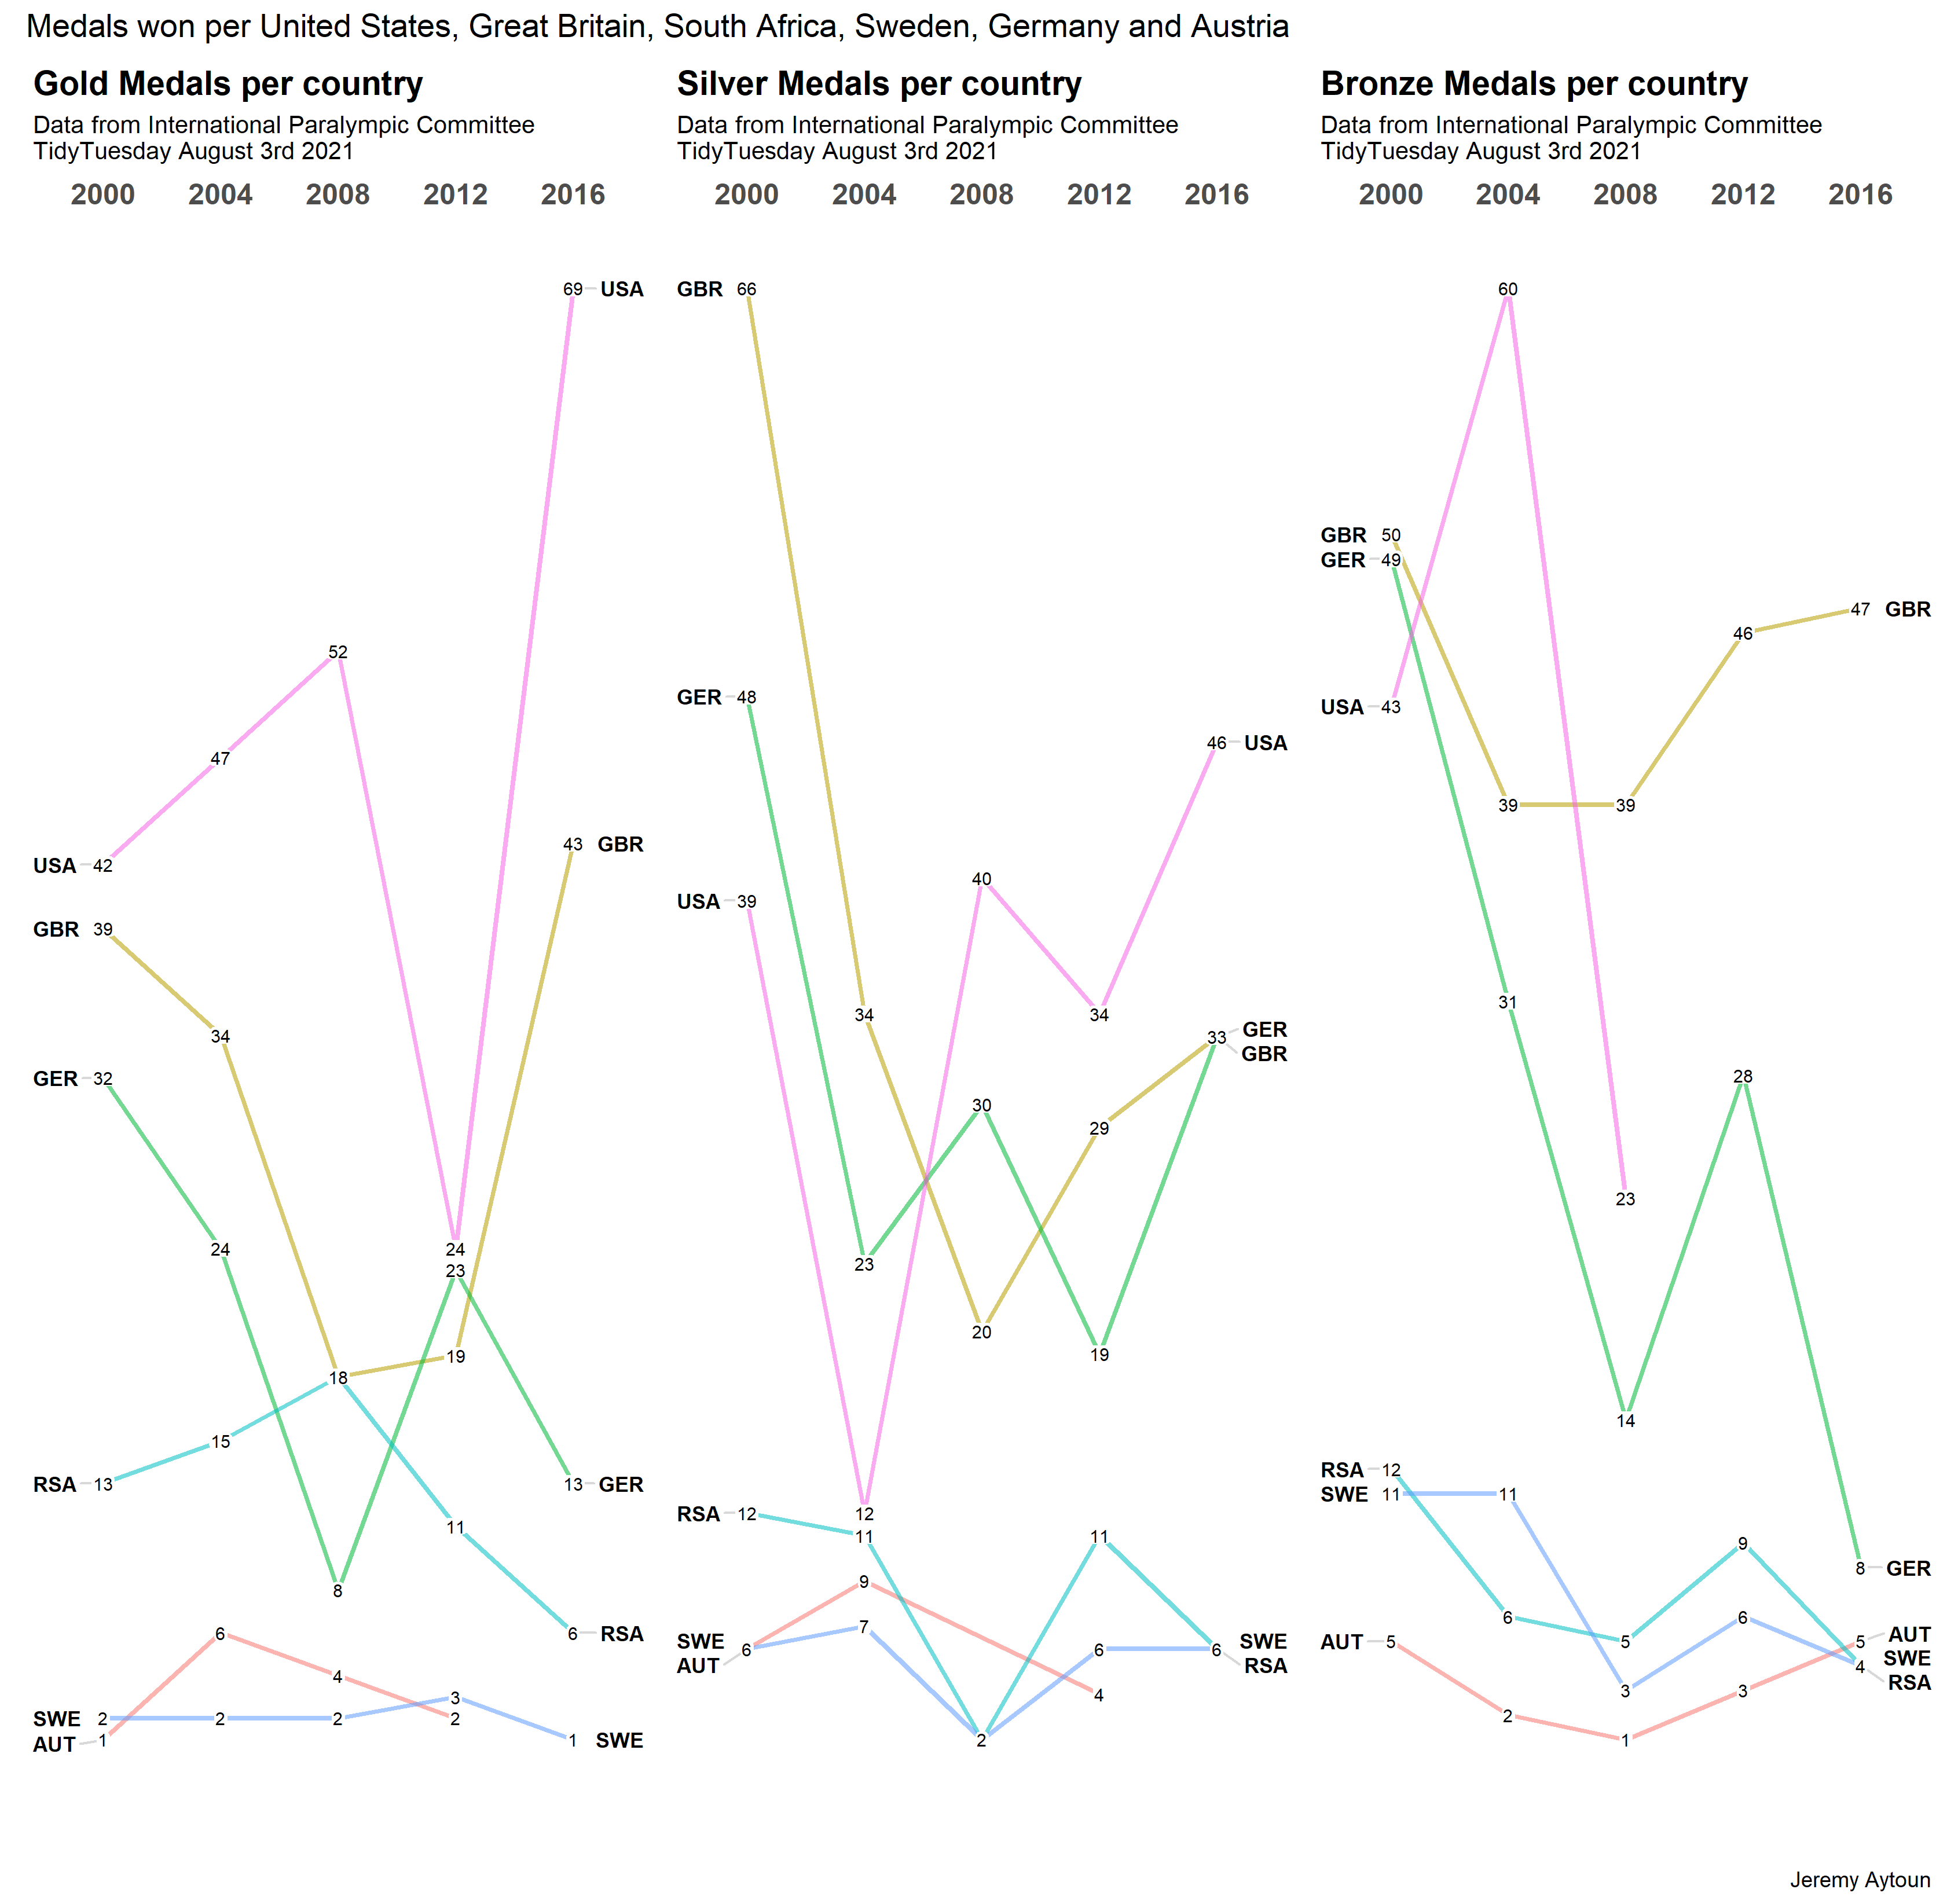 Medals won per United States, Great Britain, South Africa, Sweden, Germany and Austria
Gold Medals per country
Data from International Paralympic Committee
TidyTuesday August 3rd 2021
2000 2004 2008 2012 2016
69 USA
52
47
43 GBR
USA 42
GBR 39
34
GER 32
24 24
23
19
18
15
RSA 13 13 GER
11
8
6 6 RSA
4
3
SWE 2 2 2 2
AUT 1 1 SWE
Silver Medals per country
Data from International Paralympic Committee
TidyTuesday August 3rd 2021
2000 2004 2008 2012 2016
GBR 66
GER 48
46 USA
40
USA 39
34 34
33 GER
GBR
30
29
23
20
19
RSA 12 12
11 11
9
7
SWE 6 6 6 SWE
AUT RSA
4
2
Bronze Medals per country
Data from International Paralympic Committee
TidyTuesday August 3rd 2021
2000 2004 2008 2012 2016
60
GBR 50
GER 49
47 GBR
46
USA 43
39 39
31
28
23
14
RSA 12
SWE 11 11
9
8 GER
6 6
AUT 5 5 5 AUT
4 SWE
RSA
3 3
2
1
Jeremy Aytoun